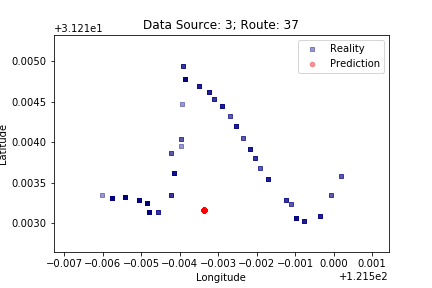 Data Source: 3; Route: 37
+3.121e1
Reality
Prediction
0.0050
0.0045
0.0040
0.0035
0.0030
Latitude
−0.007 −0.006 −0.005 −0.004 −0.003 −0.002 −0.001 0.000 0.001
Longitude
+1.215e2